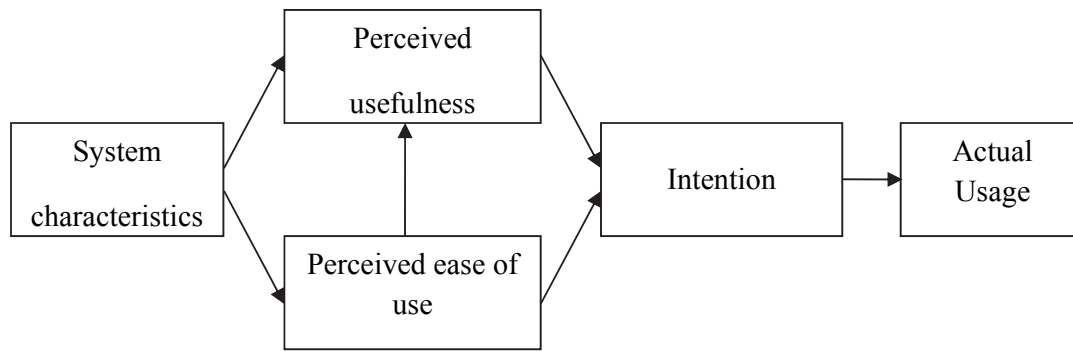 Perceived
usefulness
System
characteristics
Perceived ease of
use
Intention
Actual
Usage